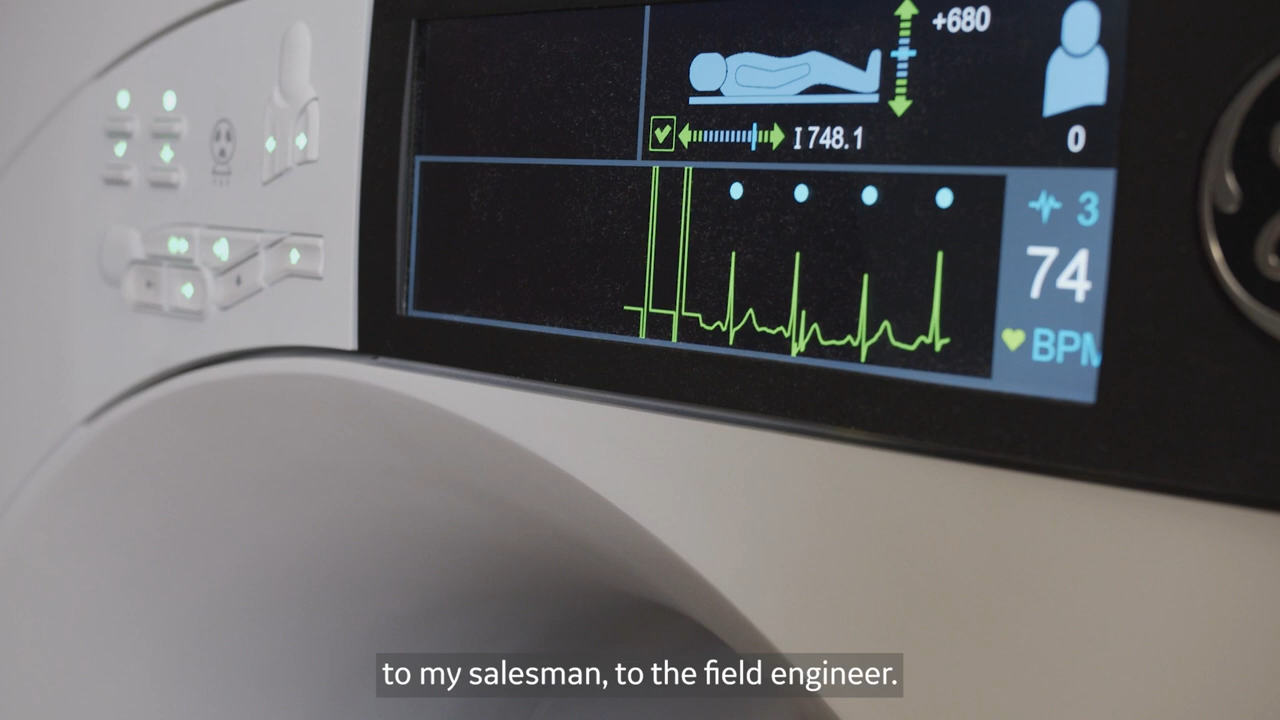 +680
I 748.1
0
3
74
BPM
to my salesman, to the field engineer.